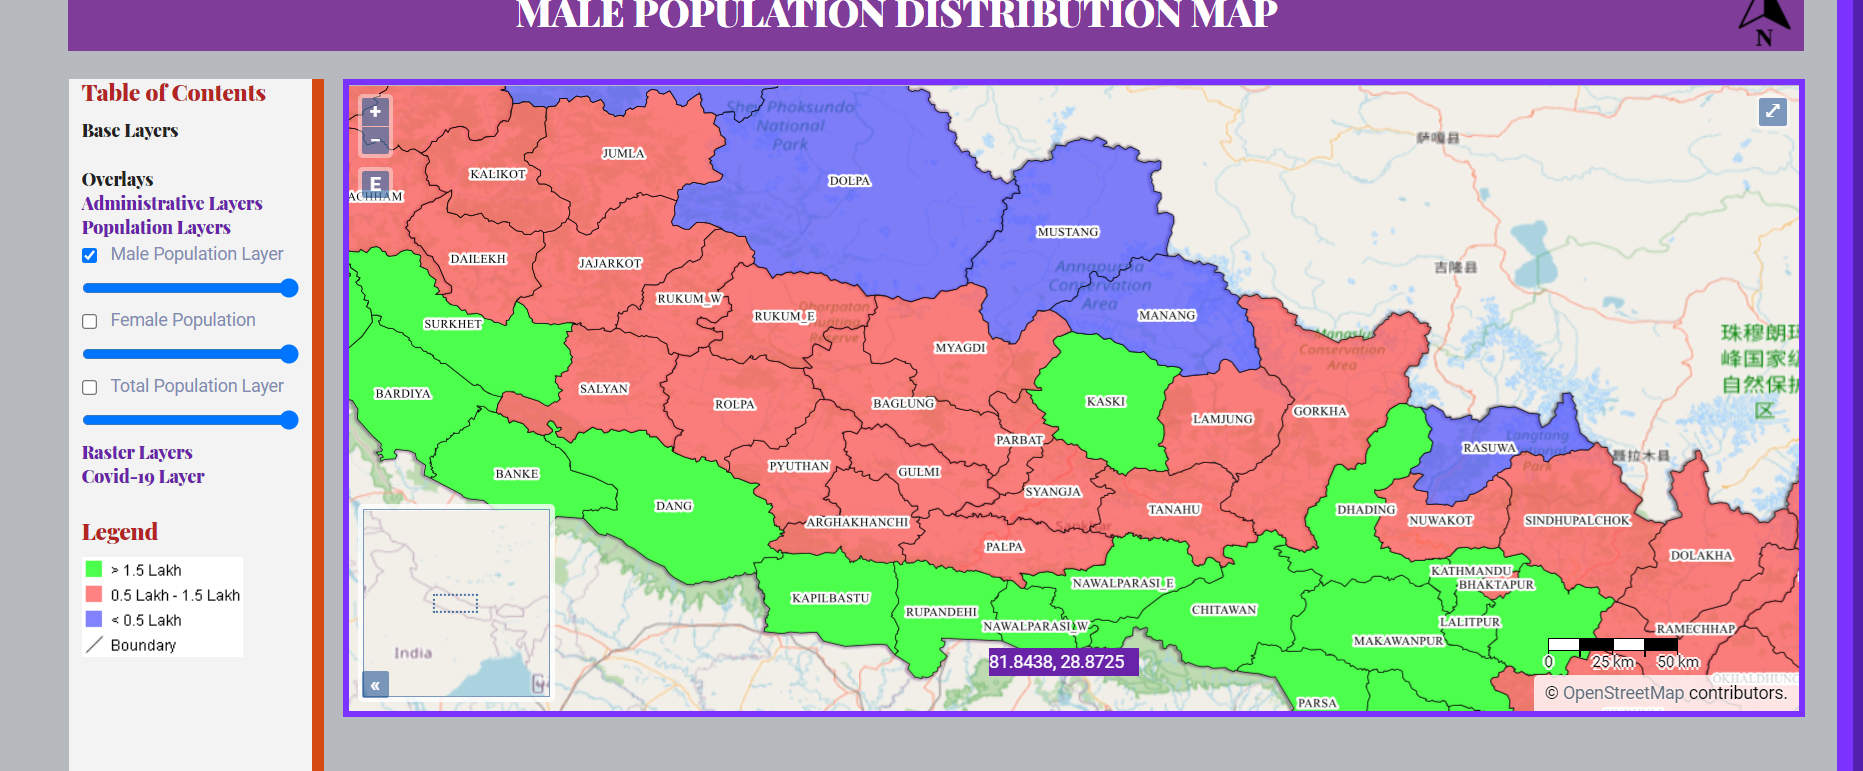 MALE POPULATION DISTRIBUTION MAP
N
Table of Contents
Base Layers
Overlays
Administrative Layers
Population Layers
Male Population Layer
Female Population
Total Population Layer
Raster Layers
Covid-19 Layer
Legend
> 1.5 Lakh
0.5 Lakh - 1.5 Lakh
< 0.5 Lakh
Boundary
+
−
E
Shey Phoksundo
National
Park
萨嘎县
JUMLA
KALIKOT
DOLPA
ACHHAM
MUSTANG
DAILEKH
JAJARKOT
Annapurna
Conservation
Area
吉隆县
RUKUM_W
RUKUM_E
Dhorpatan
Hunting
Reserve
MANANG
SURKHET
MYAGDI
Manaslu
Conservation
Area
珠穆朗玛
峰国家级
自然保护
区
BARDIYA
SALYAN
ROLPA
BAGLUNG
KASKI
LAMJUNG
GORKHA
PARBAT
RASUWA
Langtang
Park
聂拉木县
BANKE
PYUTHAN
GULMI
SYANGJA
DANG
TANAHU
DHADING
NUWAKOT
SINDHUPALCHOK
ARGHAKHANCHI
PALPA
DOLAKHA
KATHMANDU
BHAKTAPUR
NAWALPARASI_E
KAPILBASTU
RUPANDEHI
CHITAWAN
NAWALPARASI_W
LALITPUR
RAMECHHAP
MAKAWANPUR
India
81.8438, 28.8725
0 25 km 50 km
OKHALDHUNG
PARSA
«
© OpenStreetMap contributors.